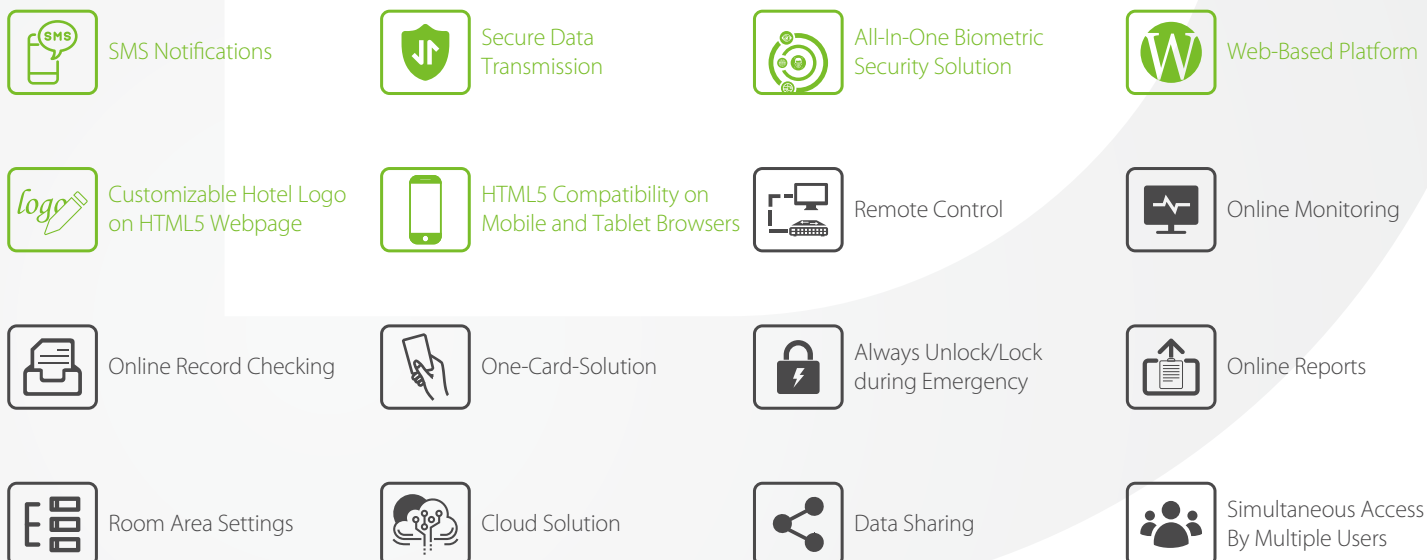 SMS
SMS Notifications
Secure Data
Transmission
All-In-One Biometric
Security Solution
W
Web-Based Platform
logo
Customizable Hotel Logo
on HTML5 Webpage
HTML5 Compatibility on
Mobile and Tablet Browsers
Remote Control
Online Monitoring
Online Record Checking
One-Card-Solution
Always Unlock/Lock
during Emergency
Online Reports
Room Area Settings
Cloud Solution
Data Sharing
Simultaneous Access
By Multiple Users